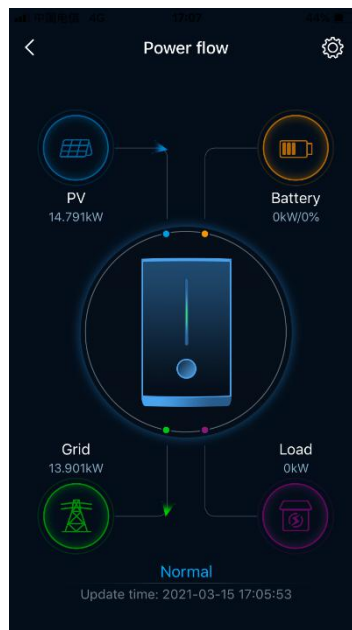 Power flow
PV
14.791kW
Battery
0kW/0%
Grid
13.901kW
Load
0kW
Normal
Update time: 2021-03-15 17:05:53